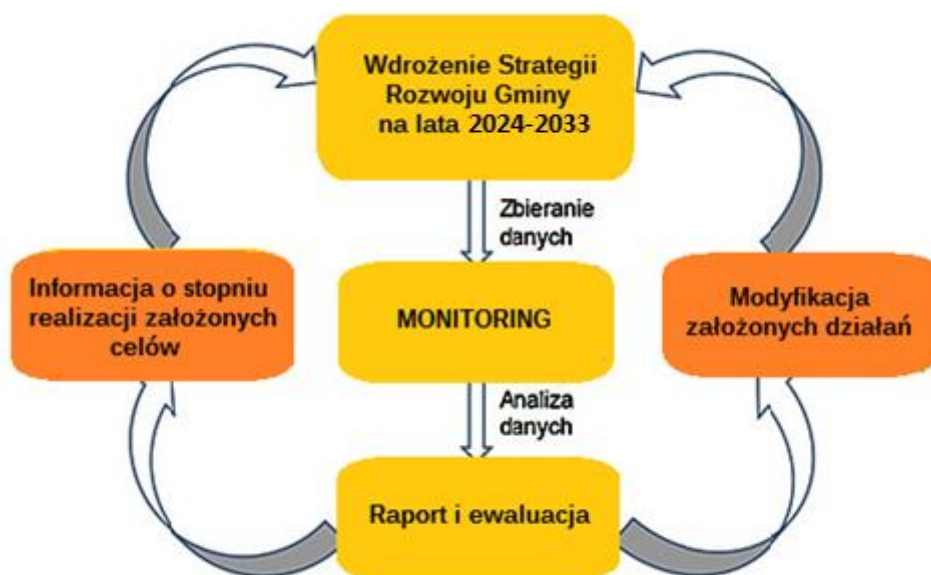 Wdrożenie Strategii
Rozwoju Gminy
na lata 2024-2033
Zbieranie
danych
Informacja o stopniu
realizacji założonych
celów
MONITORING
Modyfikacja
założonych działań
Analiza
danych
Raport i ewaluacja